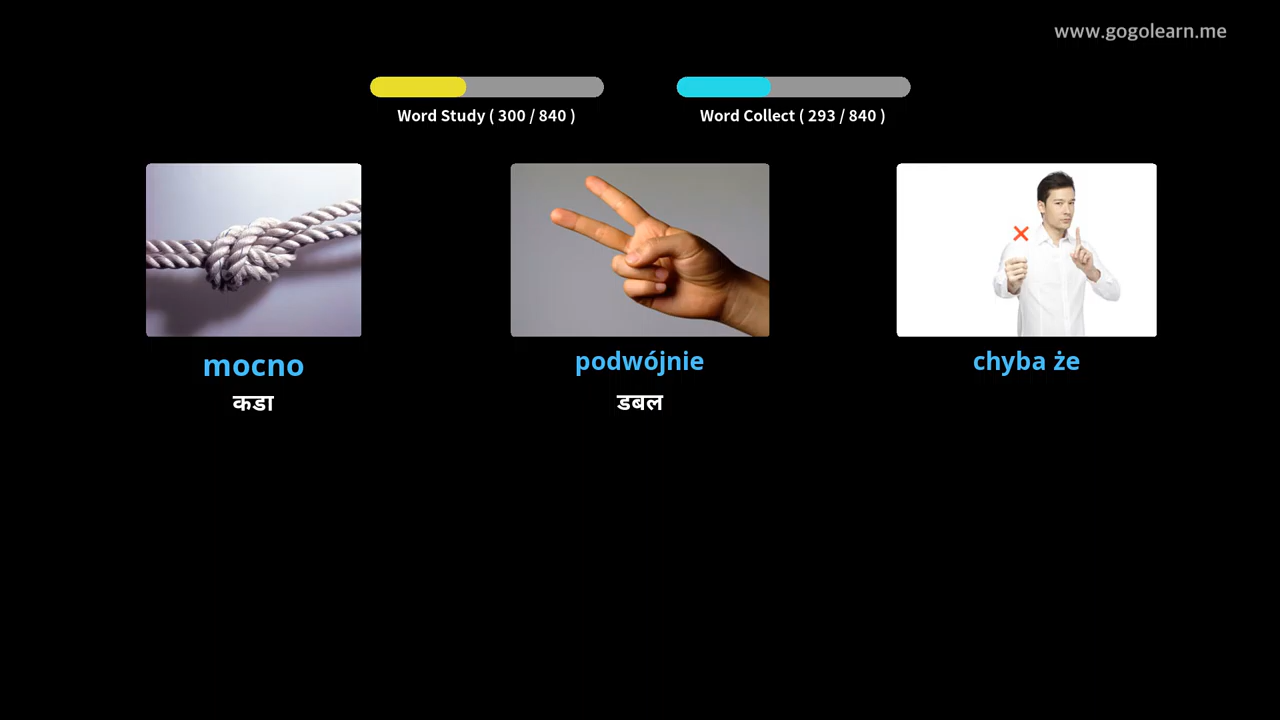 www.gogolearn.me
Word Study ( 300 / 840 )
Word Collect ( 293 / 840 )
mocno
podwójnie
chyba że
कडा
डबल